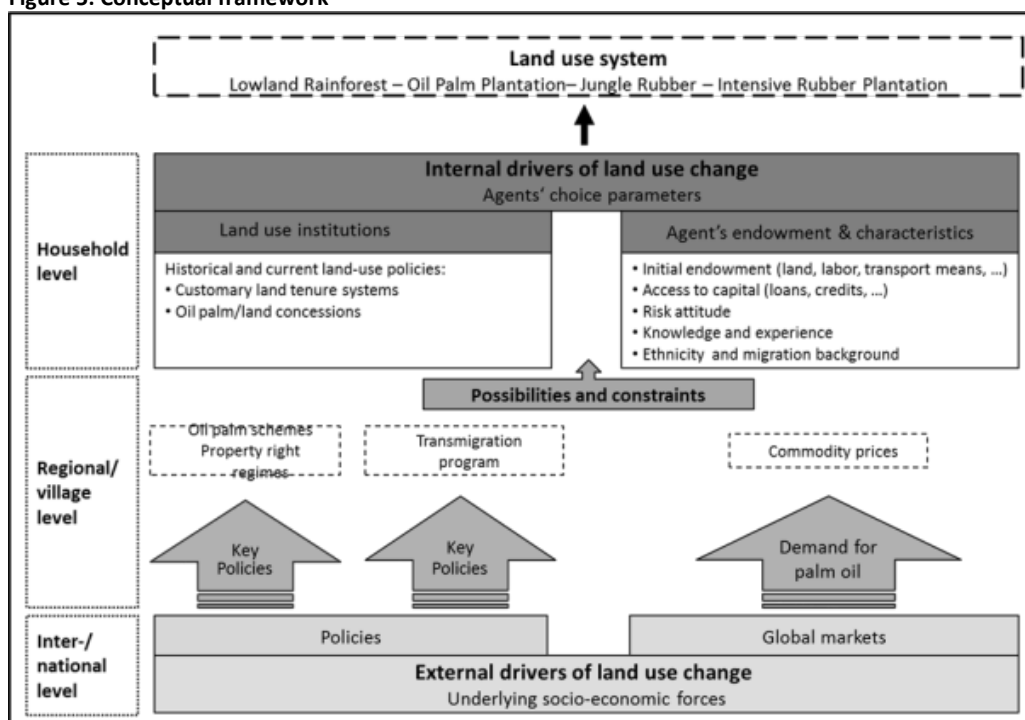 Figure 5: Conceptual framework
Land use system
Lowland Rainforest – Oil Palm Plantation– Jungle Rubber – Intensive Rubber Plantation
Internal drivers of land use change
Agents' choice parameters
Household
level
Land use institutions
Historical and current land-use policies:
• Customary land tenure systems
• Oil palm/land concessions
Agent's endowment & characteristics
• Initial endowment (land, labor, transport means, ...)
• Access to capital (loans, credits, ...)
• Risk attitude
• Knowledge and experience
• Ethnicity and migration background
Possibilities and constraints
Regional/
village
level
Oil palm schemes
Property right
regimes
Transmigration
program
Commodity prices
Key
Policies
Key
Policies
Demand for
palm oil
Inter-/
national
level
Policies
Global markets
External drivers of land use change
Underlying socio-economic forces